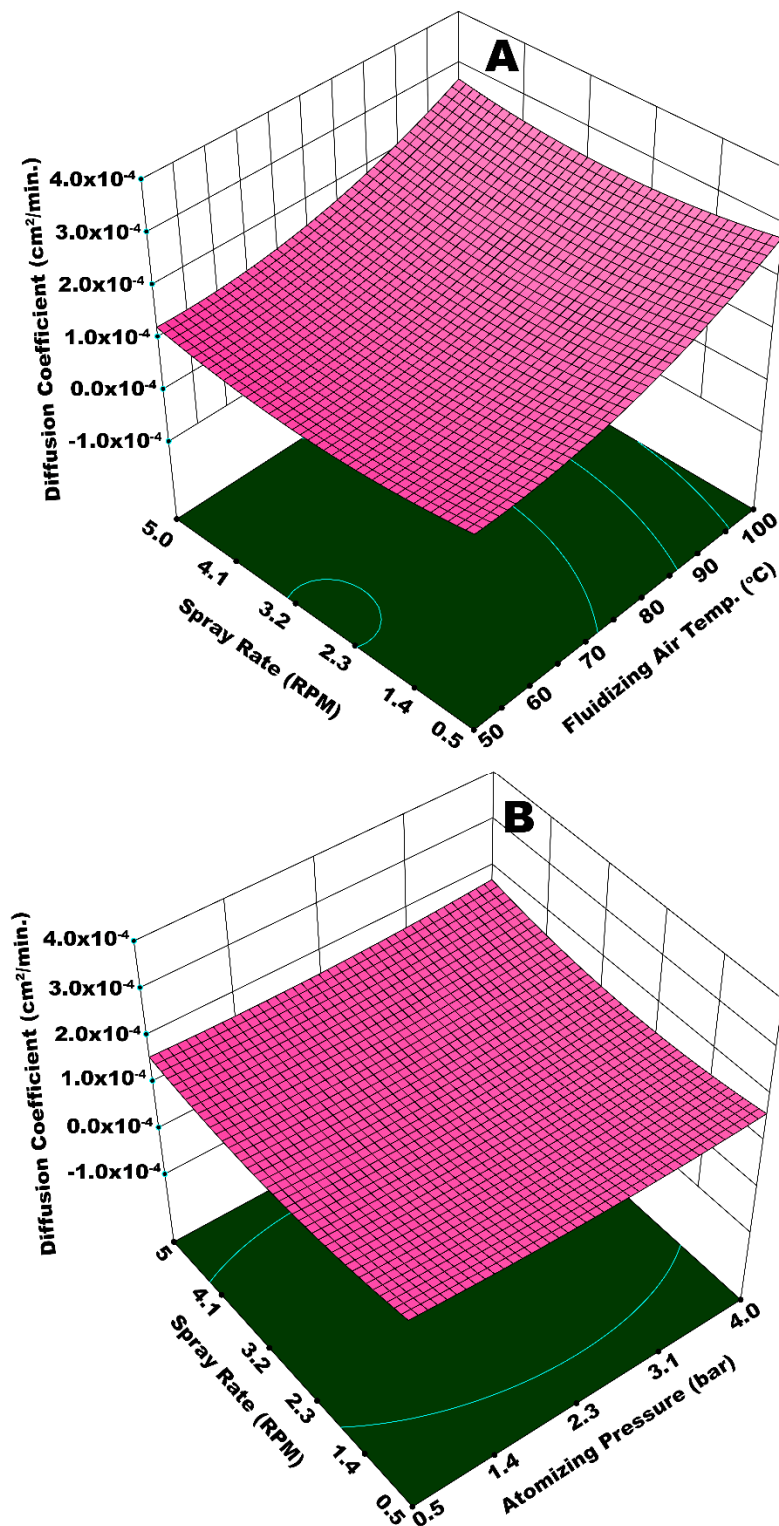 A
Diffusion Coefficient (cm²/min.)
4.0x10⁻⁴
3.0x10⁻⁴
2.0x10⁻⁴
1.0x10⁻⁴
0.0x10⁻⁴
-1.0x10⁻⁴
5.0
4.1
3.2
2.3
1.4
0.5
Spray Rate (RPM)
50
60
70
80
90
100
Fluidizing Air Temp. (°C)
B
Diffusion Coefficient (cm²/min.)
4.0x10⁻⁴
3.0x10⁻⁴
2.0x10⁻⁴
1.0x10⁻⁴
0.0x10⁻⁴
-1.0x10⁻⁴
5
4.1
3.2
2.3
1.4
0.5
Spray Rate (RPM)
0.5
1.4
2.3
3.1
4.0
Atomizing Pressure (bar)